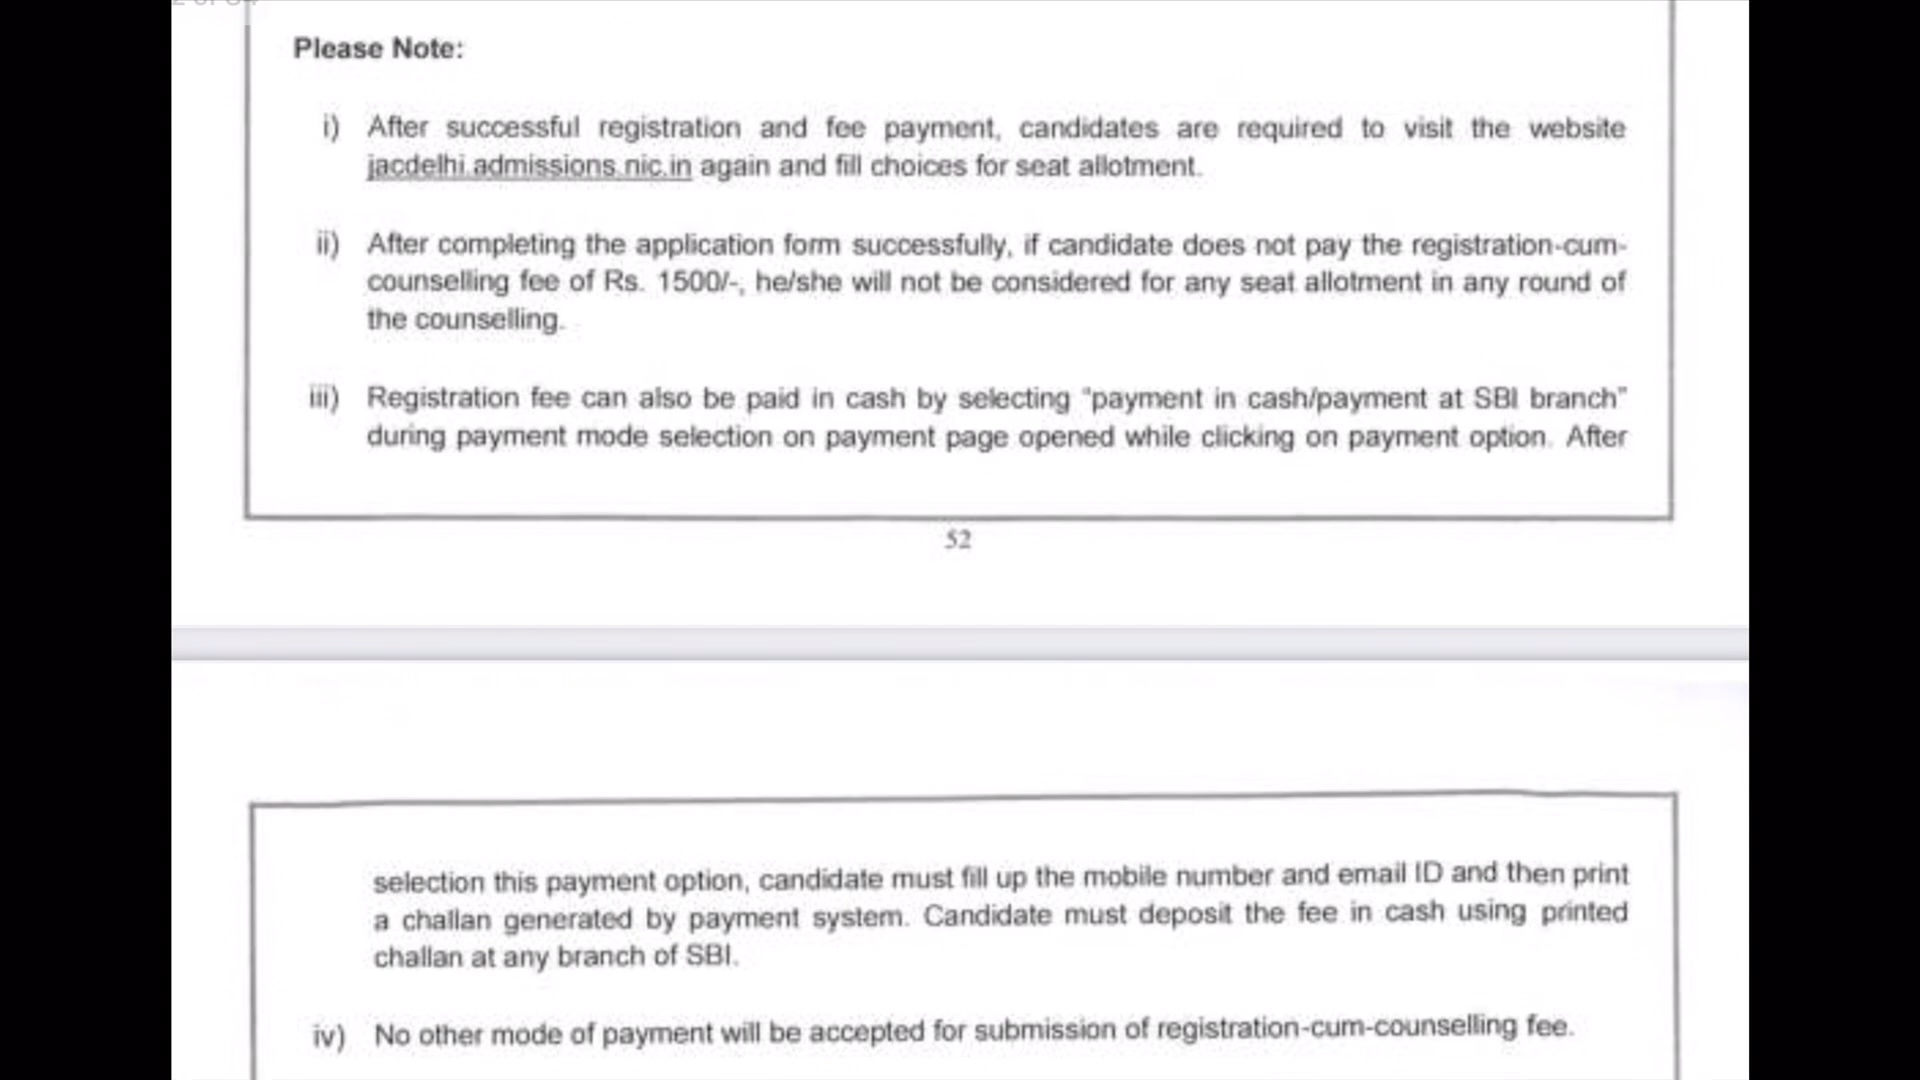 Please Note:
i) After successful registration and fee payment, candidates are required to visit the website
jacdelhi.admissions.nic.in again and fill choices for seat allotment.
ii) After completing the application form successfully, if candidate does not pay the registration-cum-
counselling fee of Rs. 1500/-, he/she will not be considered for any seat allotment in any round of
the counselling.
iii) Registration fee can also be paid in cash by selecting "payment in cash/payment at SBI branch"
during payment mode selection on payment page opened while clicking on payment option. After
52
selection this payment option, candidate must fill up the mobile number and email ID and then print
a challan generated by payment system. Candidate must deposit the fee in cash using printed
challan at any branch of SBI.
iv) No other mode of payment will be accepted for submission of registration-cum-counselling fee.